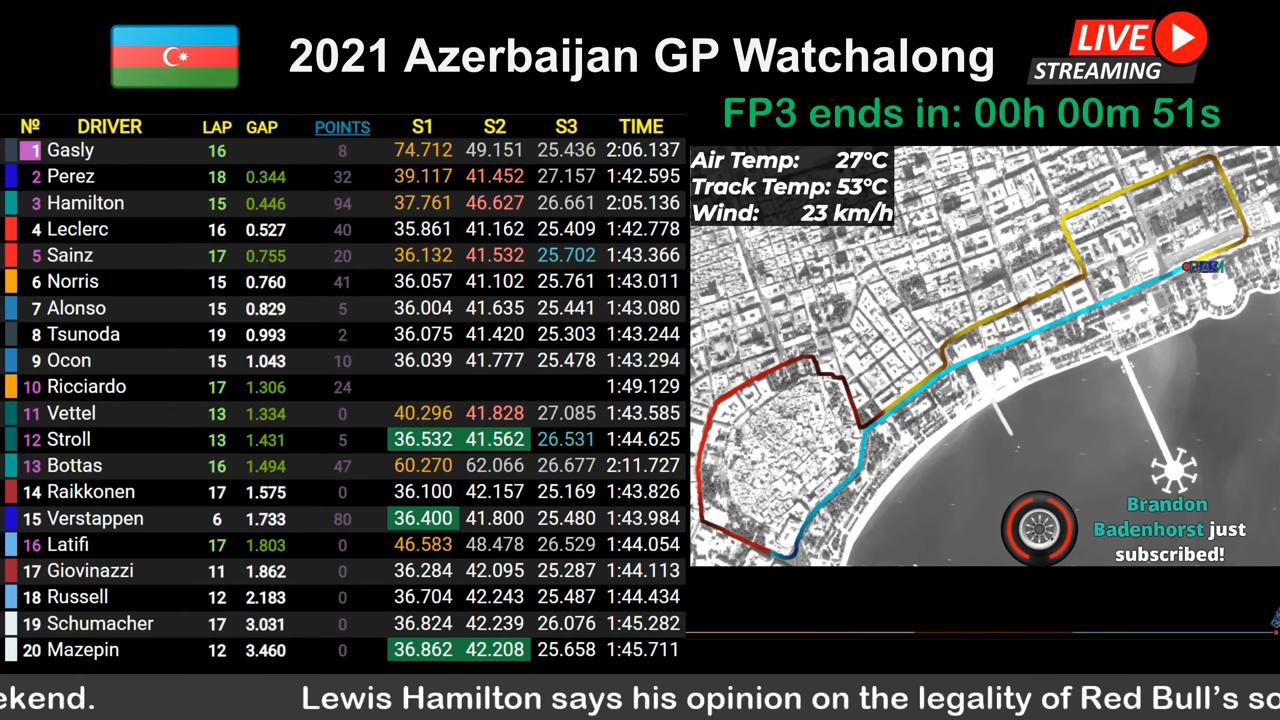 2021 Azerbaijan GP Watchalong
LIVE
STREAMING
FP3 ends in: 00h 00m 51s
Nº DRIVER LAP GAP POINTS S1 S2 S3 TIME
1 Gasly 16 8 74.712 49.151 25.436 2:06.137
2 Perez 18 0.344 32 39.117 41.452 27.157 1:42.595
3 Hamilton 15 0.446 94 37.761 46.627 26.661 2:05.136
4 Leclerc 16 0.527 40 35.861 41.162 25.409 1:42.778
5 Sainz 17 0.755 20 36.132 41.532 25.702 1:43.366
6 Norris 15 0.760 41 36.057 41.102 25.761 1:43.011
7 Alonso 15 0.829 5 36.004 41.635 25.441 1:43.080
8 Tsunoda 19 0.993 2 36.075 41.420 25.303 1:43.244
9 Ocon 15 1.043 10 36.039 41.777 25.478 1:43.294
10 Ricciardo 17 1.306 24 1:49.129
11 Vettel 13 1.334 0 40.296 41.828 27.085 1:43.585
12 Stroll 13 1.431 5 36.532 41.562 26.531 1:44.625
13 Bottas 16 1.494 47 60.270 62.066 26.677 2:11.727
14 Raikkonen 17 1.575 0 36.100 42.157 25.169 1:43.826
15 Verstappen 6 1.733 80 36.400 41.800 25.480 1:43.984
16 Latifi 17 1.803 0 46.583 48.478 26.529 1:44.054
17 Giovinazzi 11 1.862 0 36.284 42.095 25.287 1:44.113
18 Russell 12 2.183 0 36.704 42.243 25.487 1:44.434
19 Schumacher 17 3.031 0 36.824 42.239 26.076 1:45.282
20 Mazepin 12 3.460 0 36.862 42.208 25.658 1:45.711
Air Temp: 27°C
Track Temp: 53°C
Wind: 23 km/h
Brandon
Badenhorst just
subscribed!
ekend. Lewis Hamilton says his opinion on the legality of Red Bull's so